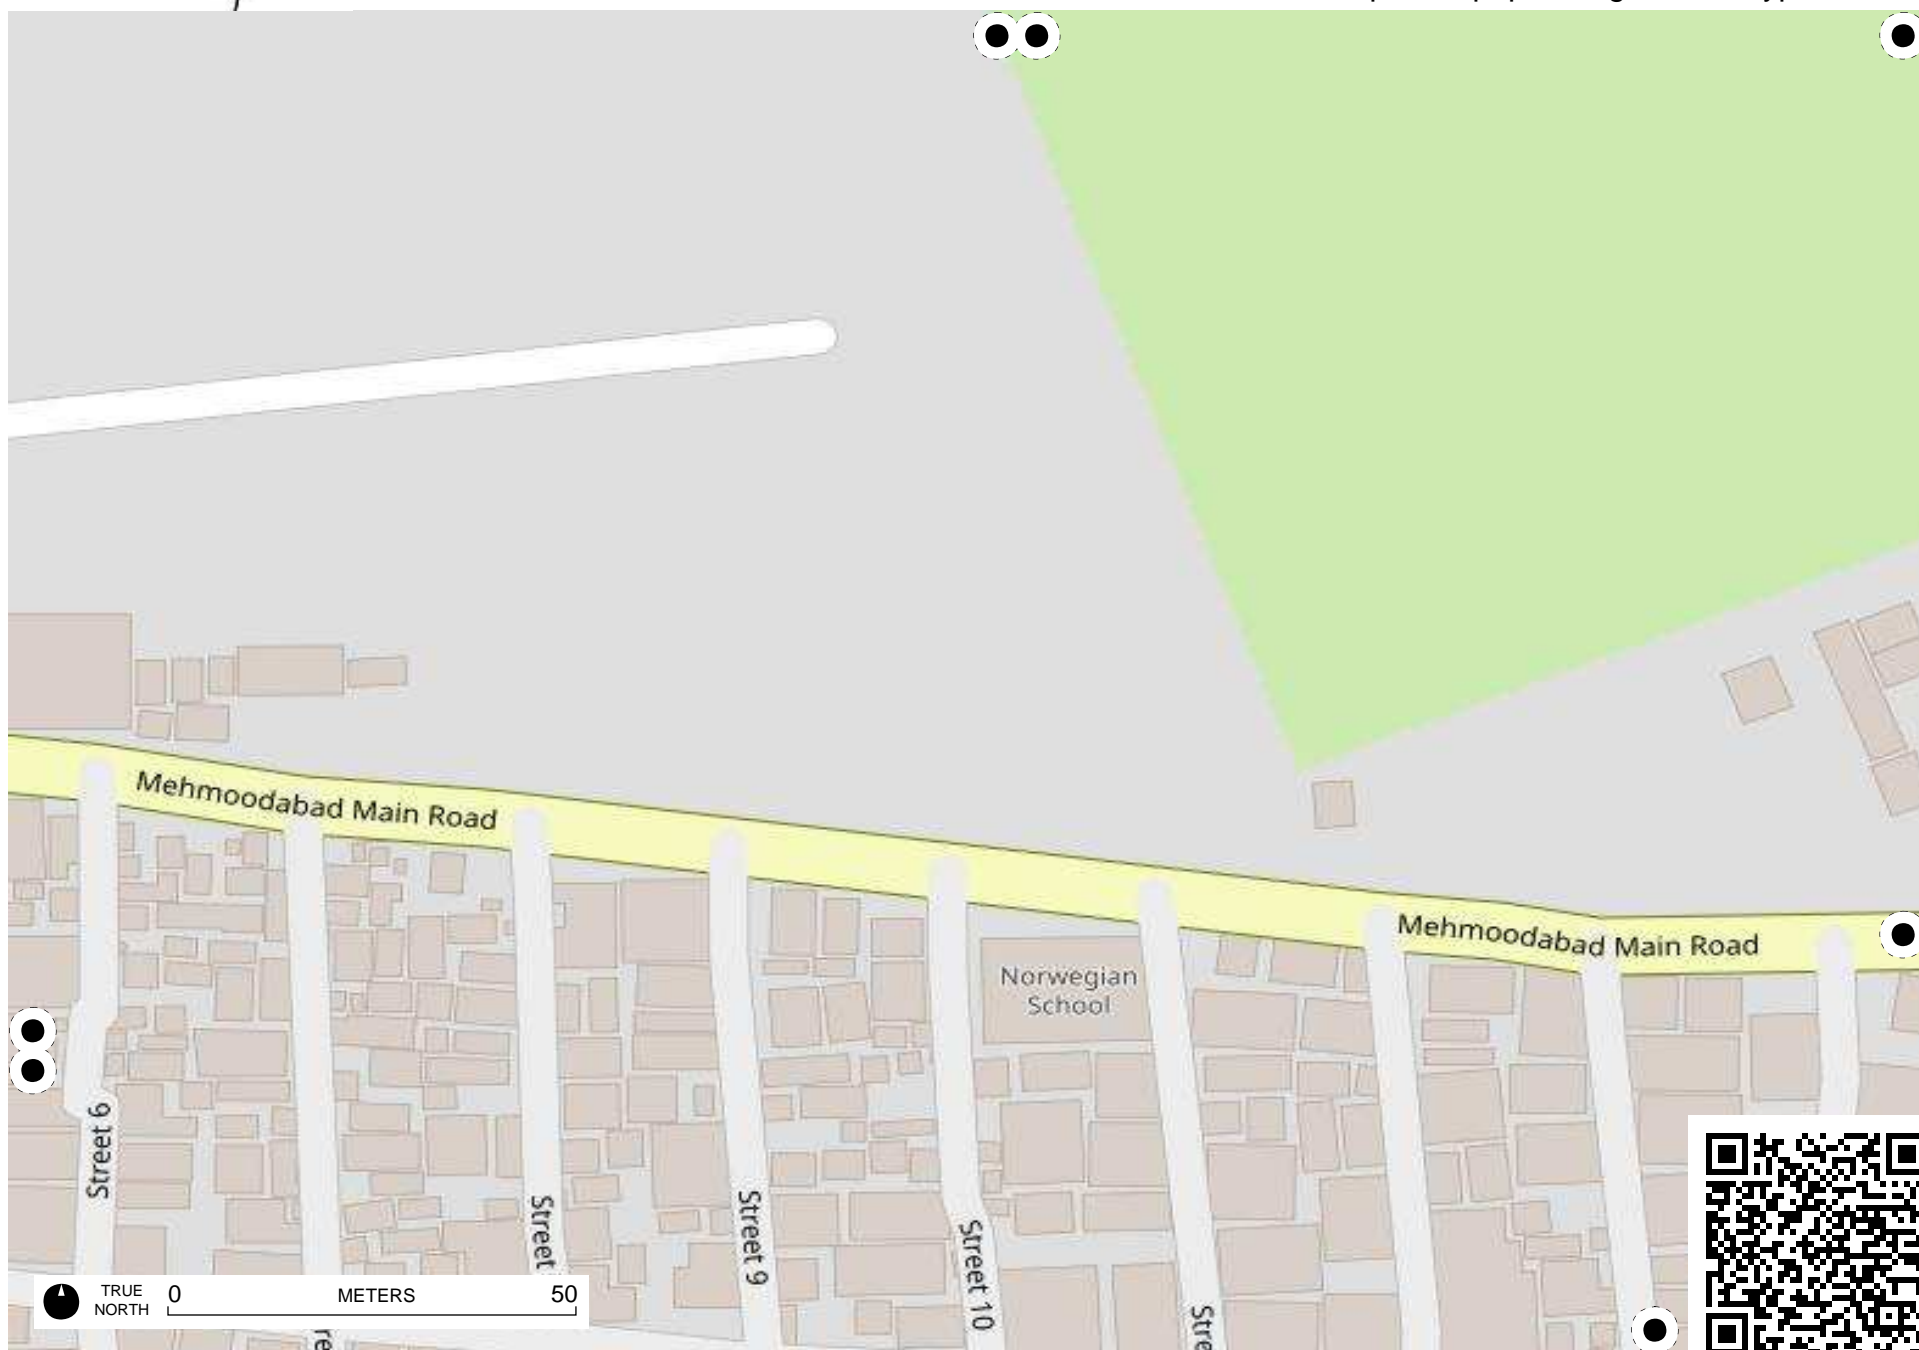 Mehmoodabad Main Road
Mehmoodabad Main Road
Norwegian
School
Street 6
Street
Street 9
Street 10
TRUE
NORTH
0
METERS
50